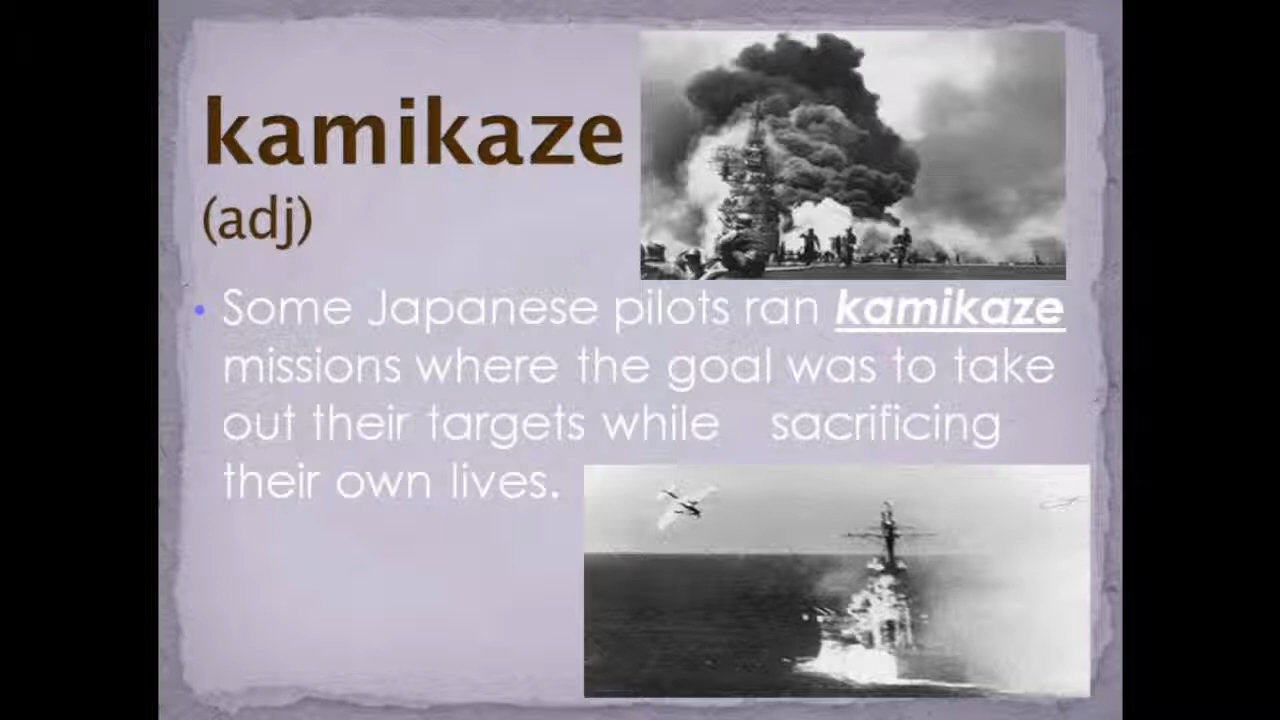 kamikaze
(adj)
• Some Japanese pilots ran kamikaze
missions where the goal was to take
out their targets while sacrificing
their own lives.